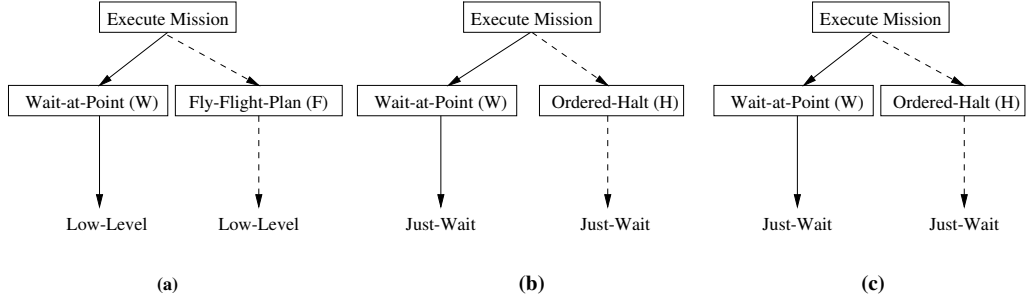 Execute Mission
Execute Mission
Execute Mission
Wait-at-Point (W)
Fly-Flight-Plan (F)
Wait-at-Point (W)
Ordered-Halt (H)
Wait-at-Point (W)
Ordered-Halt (H)
Low-Level
Low-Level
Just-Wait
Just-Wait
Just-Wait
Just-Wait
(a)
(b)
(c)